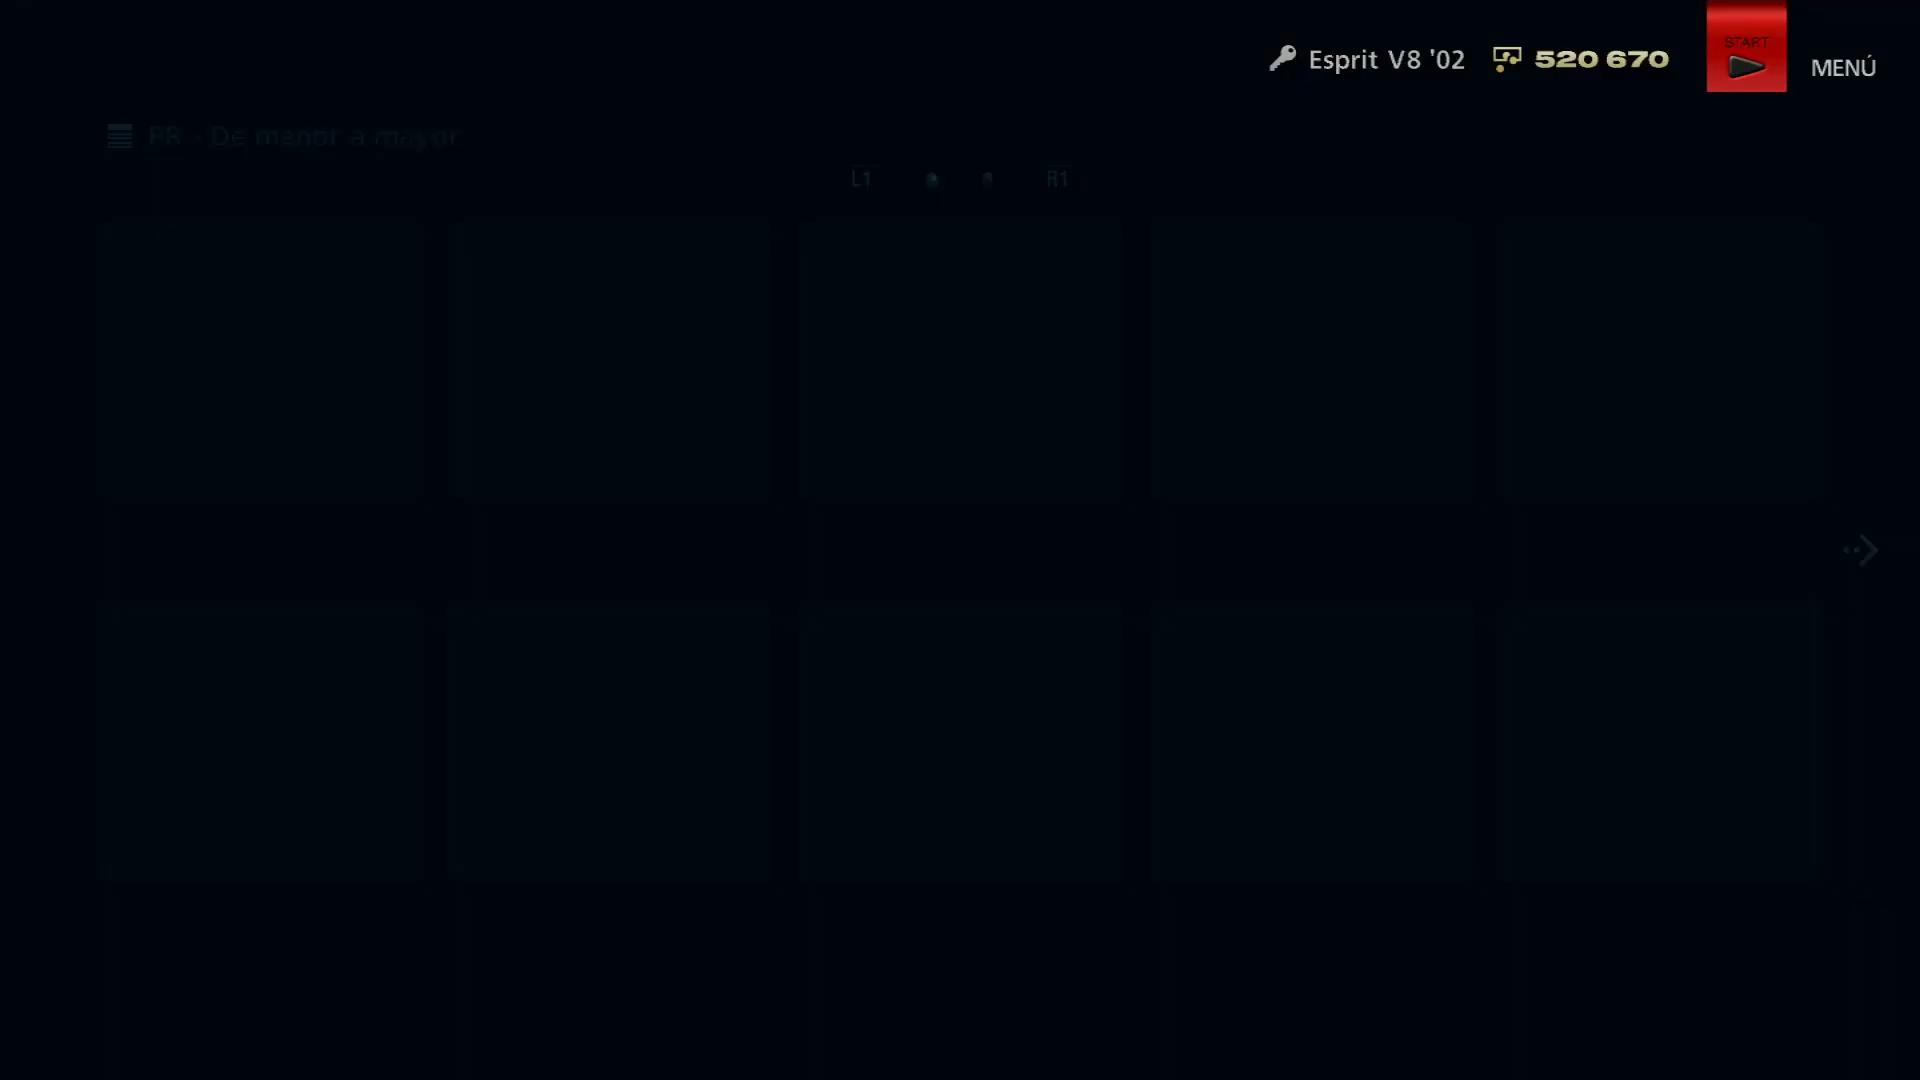 Esprit V8 '02
520 670
START
MENÚ
PR - De menor a mayor
L1
R1